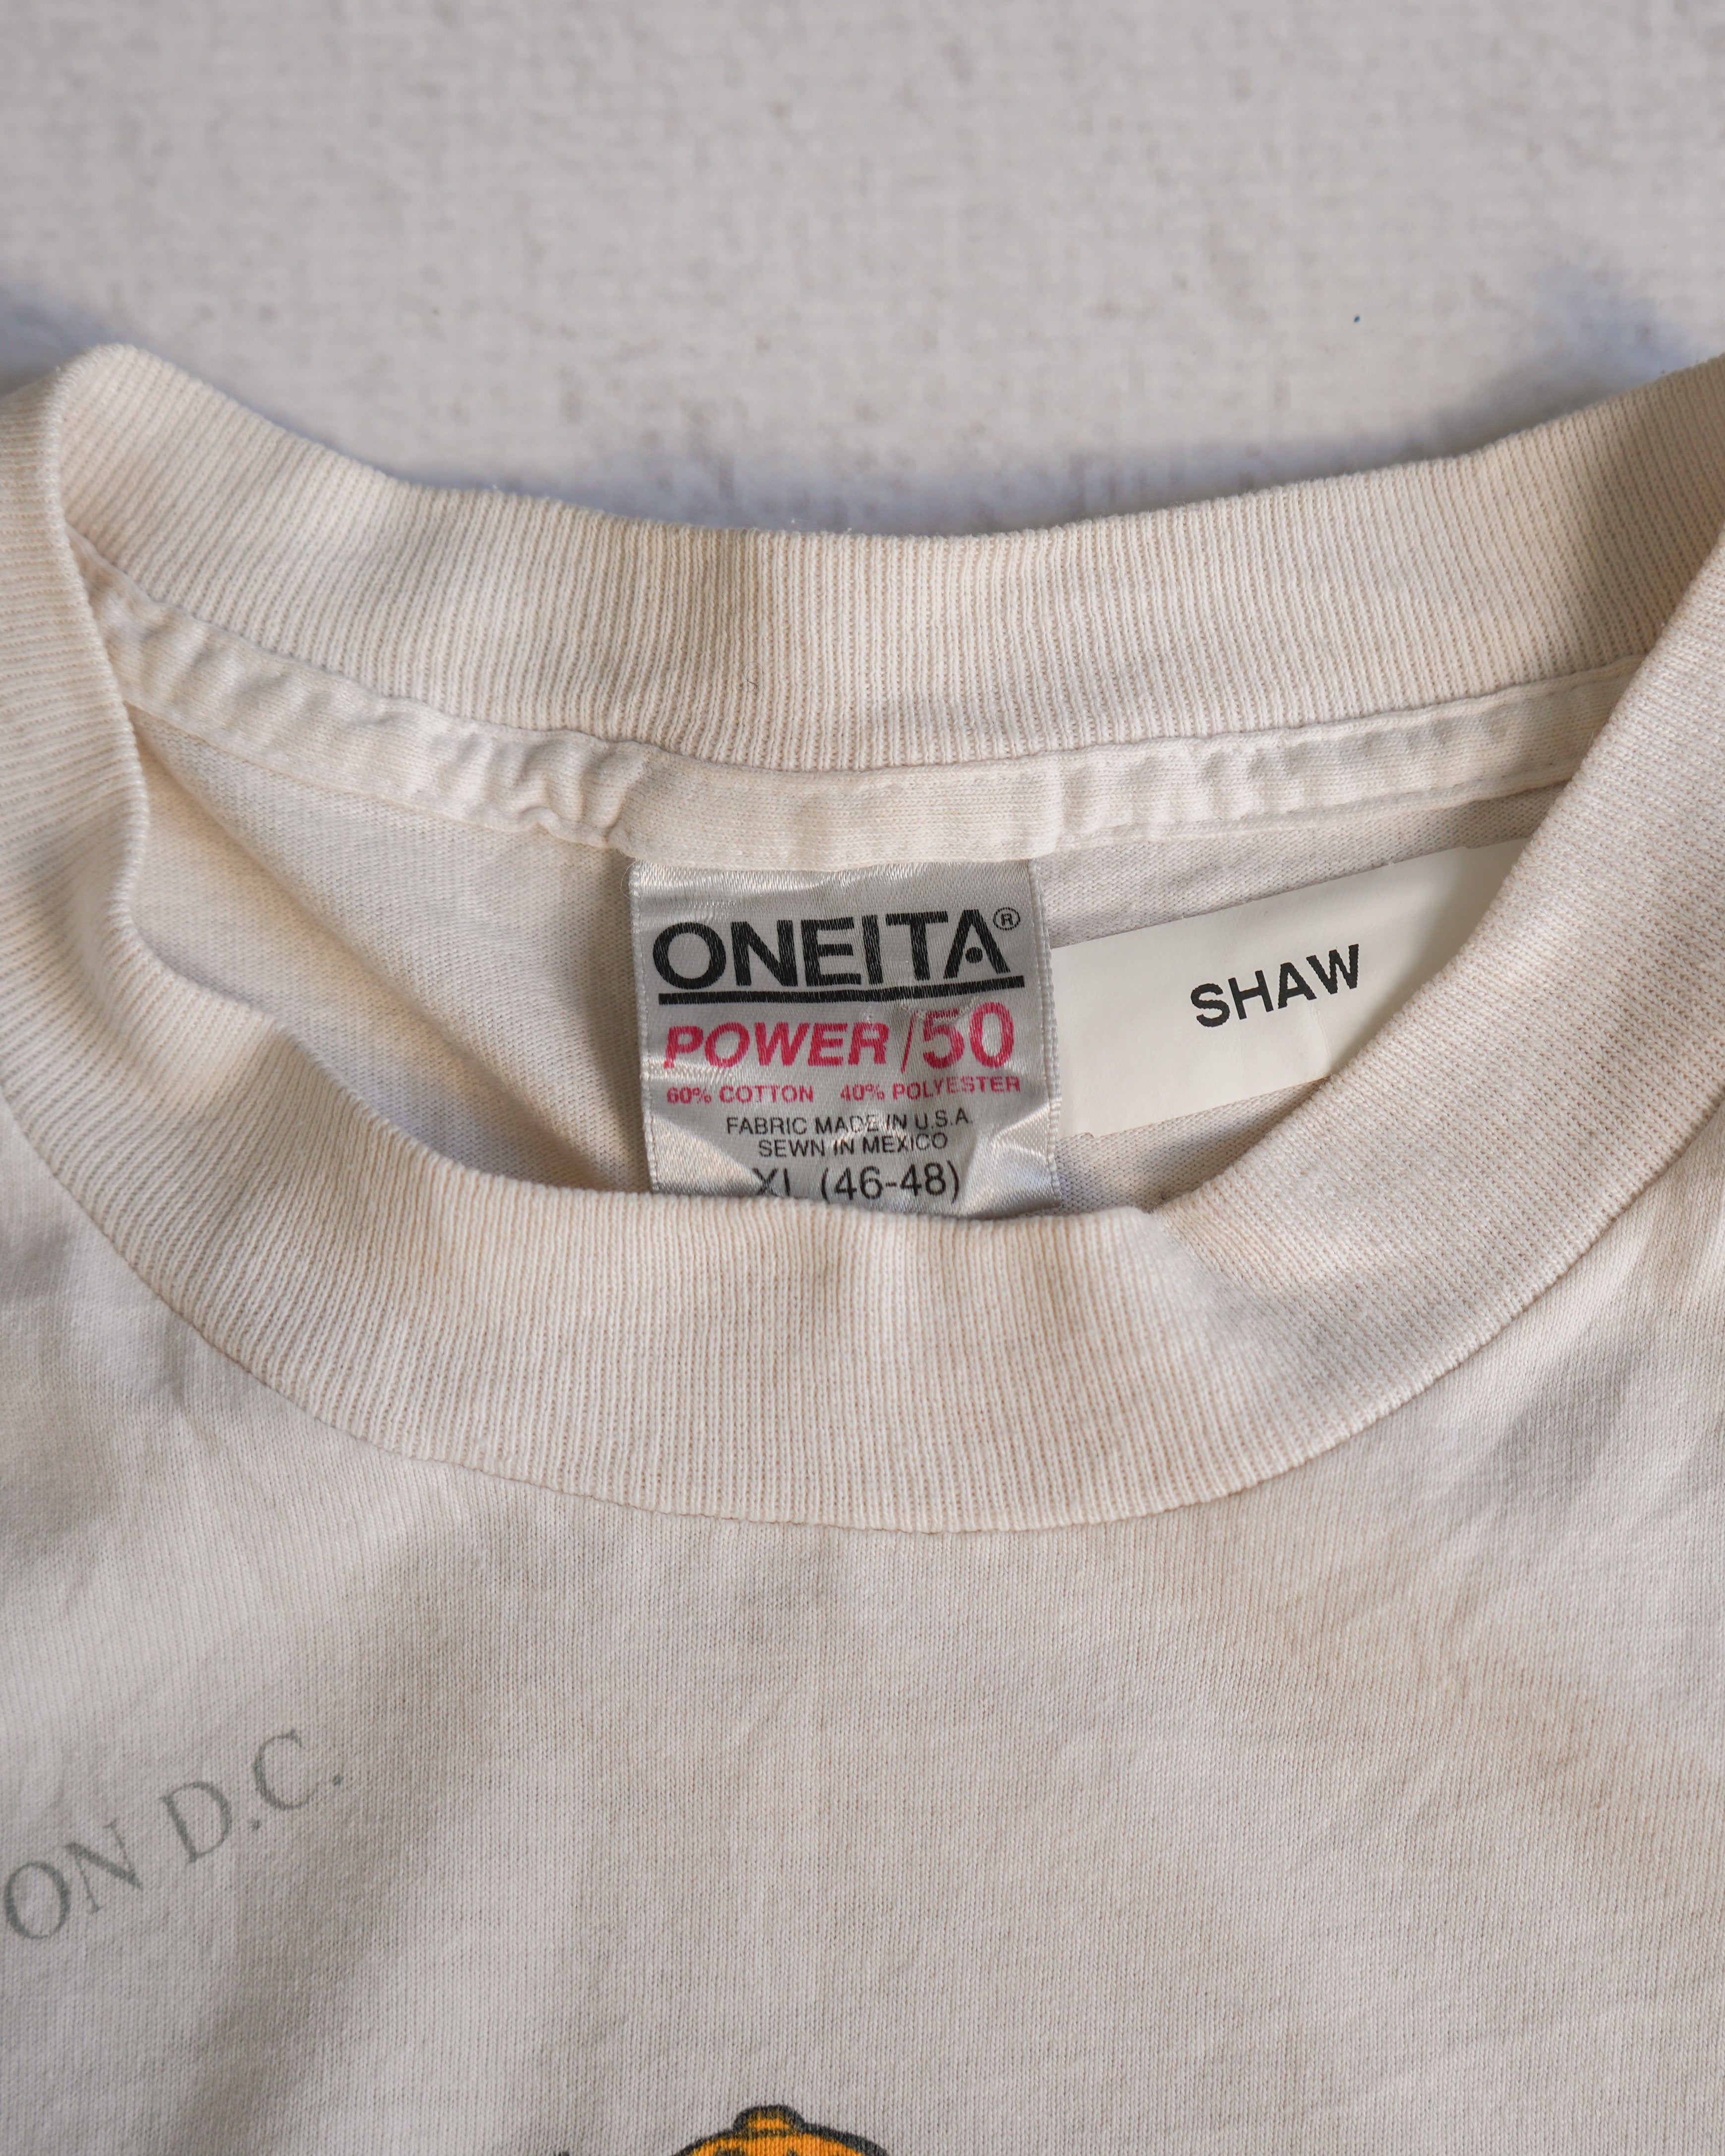 ONEITA®
POWER/50
60% COTTON 40% POLYESTER
FABRIC MADE IN U.S.A.
SEWN IN MEXICO
XL (46-48)
SHAW
ON D.C.